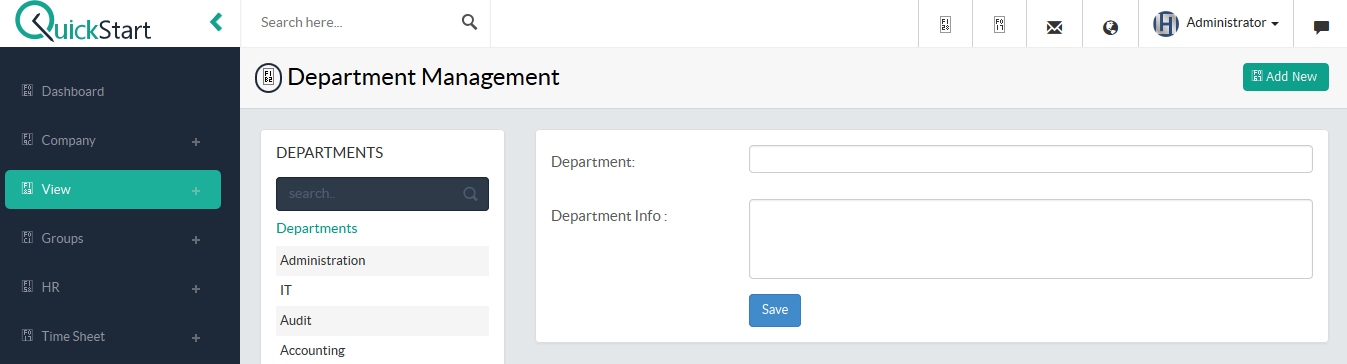 QuickStart
Search here...
Administrator
Dashboard
Company
View
Groups
HR
Time Sheet
Department Management
Add New
DEPARTMENTS
search..
Departments
Administration
IT
Audit
Accounting
Department:
Department Info :
Save